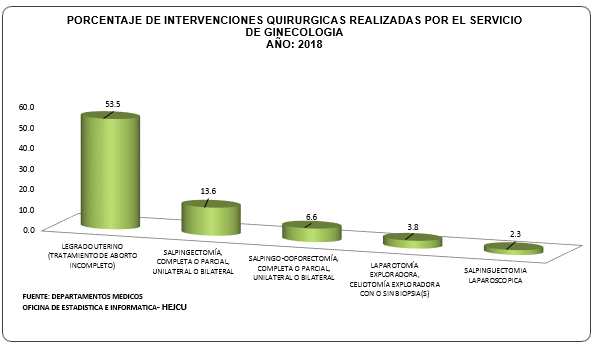 PORCENTAJE DE INTERVENCIONES QUIRURGICAS REALIZADAS POR EL SERVICIO
DE GINECOLOGIA
AÑO: 2018
60.0
50.0
40.0
30.0
20.0
10.0
0.0
53.5
13.6
6.6
3.8
2.3
LEGRADO UTERINO
(TRATAMIENTO DE ABORTO
INCOMPLETO)
SALPINGECTOMÍA,
COMPLETA O PARCIAL,
UNILATERAL O BILATERAL
SALPINGO-OOFORECTOMÍA,
COMPLETA O PARCIAL,
UNILATERAL O BILATERAL
LAPAROTOMÍA
EXPLORADORA,
CELIOTOMÍA EXPLORADORA
CON O SIN BIOPSIA(S)
SALPINGUECTOMIA
LAPAROSCOPICA
FUENTE: DEPARTAMENTOS MEDICOS
OFICINA DE ESTADISTICA E INFORMATICA- HEJCU